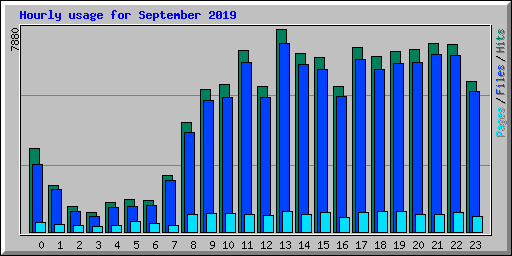 Hourly usage for September 2019
7880
Pages/Files/Hits
0 1 2 3 4 5 6 7 8 9 10 11 12 13 14 15 16 17 18 19 20 21 22 23